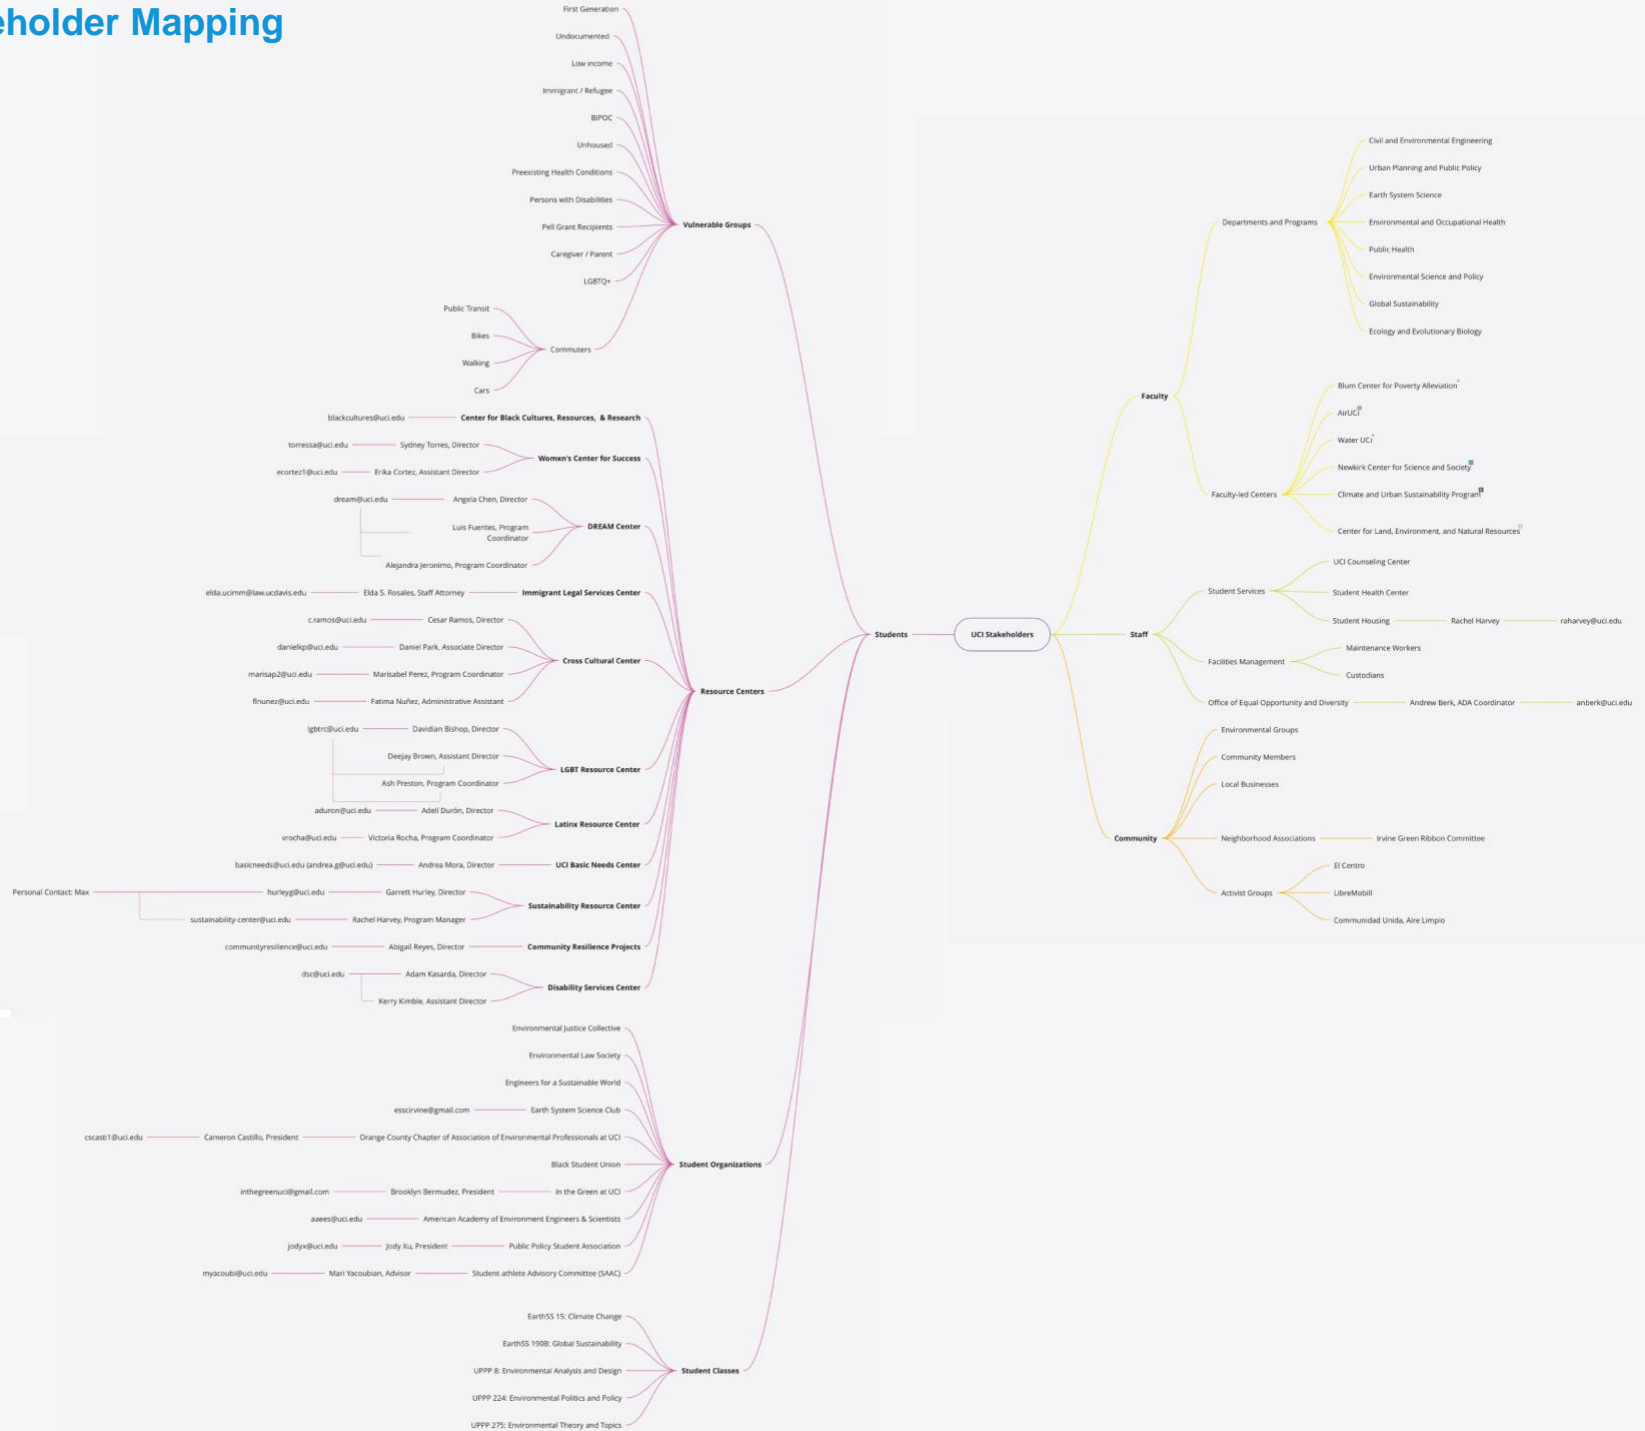 eholder Mapping
First Generation
Undocumented
Low income
Immigrant / Refugee
BIPOC
Unhoused
Preexisting Health Conditions
Persons with Disabilities
Pell Grant Recipients
Caregiver / Parent
LGBTQ+
Vulnerable Groups
Public Transit
Bikes
Walking
Cars
Commuters
blackcultures@uci.edu
Center for Black Cultures, Resources, & Research
torressa@uci.edu
Sydney Torres, Director
ecortez1@uci.edu
Erika Cortez, Assistant Director
Womxn's Center for Success
dream@uci.edu
Angela Chen, Director
Luis Fuentes, Program
Coordinator
Alejandra Jeronimo, Program Coordinator
DREAM Center
elda.ucimm@law.ucdavis.edu
Elda S. Rosales, Staff Attorney
Immigrant Legal Services Center
c.ramos@uci.edu
Cesar Ramos, Director
danielkp@uci.edu
Daniel Park, Associate Director
marisap2@uci.edu
Marisabel Perez, Program Coordinator
flnunez@uci.edu
Fatima Nuñez, Administrative Assistant
Cross Cultural Center
Resource Centers
lgbtrc@uci.edu
Davidian Bishop, Director
Deejay Brown, Assistant Director
Ash Preston, Program Coordinator
LGBT Resource Center
aduron@uci.edu
Adelí Durón, Director
vrocha@uci.edu
Victoria Rocha, Program Coordinator
Latinx Resource Center
basicneeds@uci.edu (andrea.g@uci.edu)
Andrea Mora, Director
UCI Basic Needs Center
Personal Contact: Max
hurleyg@uci.edu
Garrett Hurley, Director
sustainability-center@uci.edu
Rachel Harvey, Program Manager
Sustainability Resource Center
communityresilience@uci.edu
Abigail Reyes, Director
Community Resilience Projects
dsc@uci.edu
Adam Kasarda, Director
Kerry Kimble, Assistant Director
Disability Services Center
Environmental Justice Collective
Environmental Law Society
Engineers for a Sustainable World
esscirvine@gmail.com
Earth System Science Club
cscasti1@uci.edu
Cameron Castillo, President
Orange County Chapter of Association of Environmental Professionals at UCI
Black Student Union
inthegreenuci@gmail.com
Brooklyn Bermudez, President
In the Green at UCI
aaees@uci.edu
American Academy of Environment Engineers & Scientists
jodyx@uci.edu
Jody Xu, President
Public Policy Student Association
myacoubi@uci.edu
Mari Yacoubian, Advisor
Student-athlete Advisory Committee (SAAC)
Student Organizations
EarthSS 15: Climate Change
EarthSS 190B: Global Sustainability
UPPP 8: Environmental Analysis and Design
UPPP 224: Environmental Politics and Policy
UPPP 275: Environmental Theory and Topics
Student Classes
Students
UCI Stakeholders
Faculty
Departments and Programs
Civil and Environmental Engineering
Urban Planning and Public Policy
Earth System Science
Environmental and Occupational Health
Public Health
Environmental Science and Policy
Global Sustainability
Ecology and Evolutionary Biology
Faculty-led Centers
Blum Center for Poverty Alleviation
AirUCI
Water UCI
Newkirk Center for Science and Society
Climate and Urban Sustainability Program
Center for Land, Environment, and Natural Resources
Staff
Student Services
UCI Counseling Center
Student Health Center
Student Housing
Rachel Harvey
raharvey@uci.edu
Facilities Management
Maintenance Workers
Custodians
Office of Equal Opportunity and Diversity
Andrew Berk, ADA Coordinator
anberk@uci.edu
Community
Environmental Groups
Community Members
Local Businesses
Neighborhood Associations
Irvine Green Ribbon Committee
Activist Groups
El Centro
LibreMobill
Communidad Unida, Aire Limpio